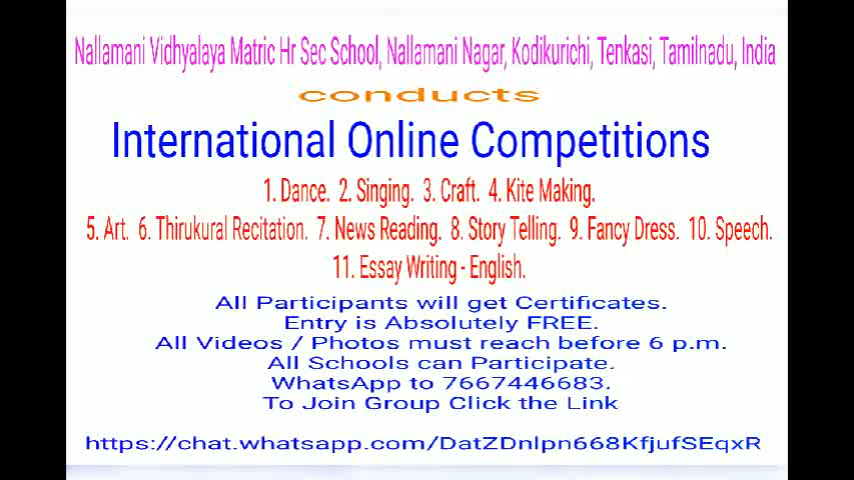 Nallamani Vidhyalaya Matric Hr Sec School, Nallamani Nagar, Kodikurichi, Tenkasi, Tamilnadu, India
conducts
International Online Competitions
1. Dance. 2. Singing. 3. Craft. 4. Kite Making.
5. Art. 6. Thirukural Recitation. 7. News Reading. 8. Story Telling. 9. Fancy Dress. 10. Speech.
11. Essay Writing - English.
All Participants will get Certificates.
Entry is Absolutely FREE.
All Videos / Photos must reach before 6 p.m.
All Schools can Participate.
WhatsApp to 7667446683.
To Join Group Click the Link
https://chat.whatsapp.com/DatZDnlpn668KfjufSEqxR